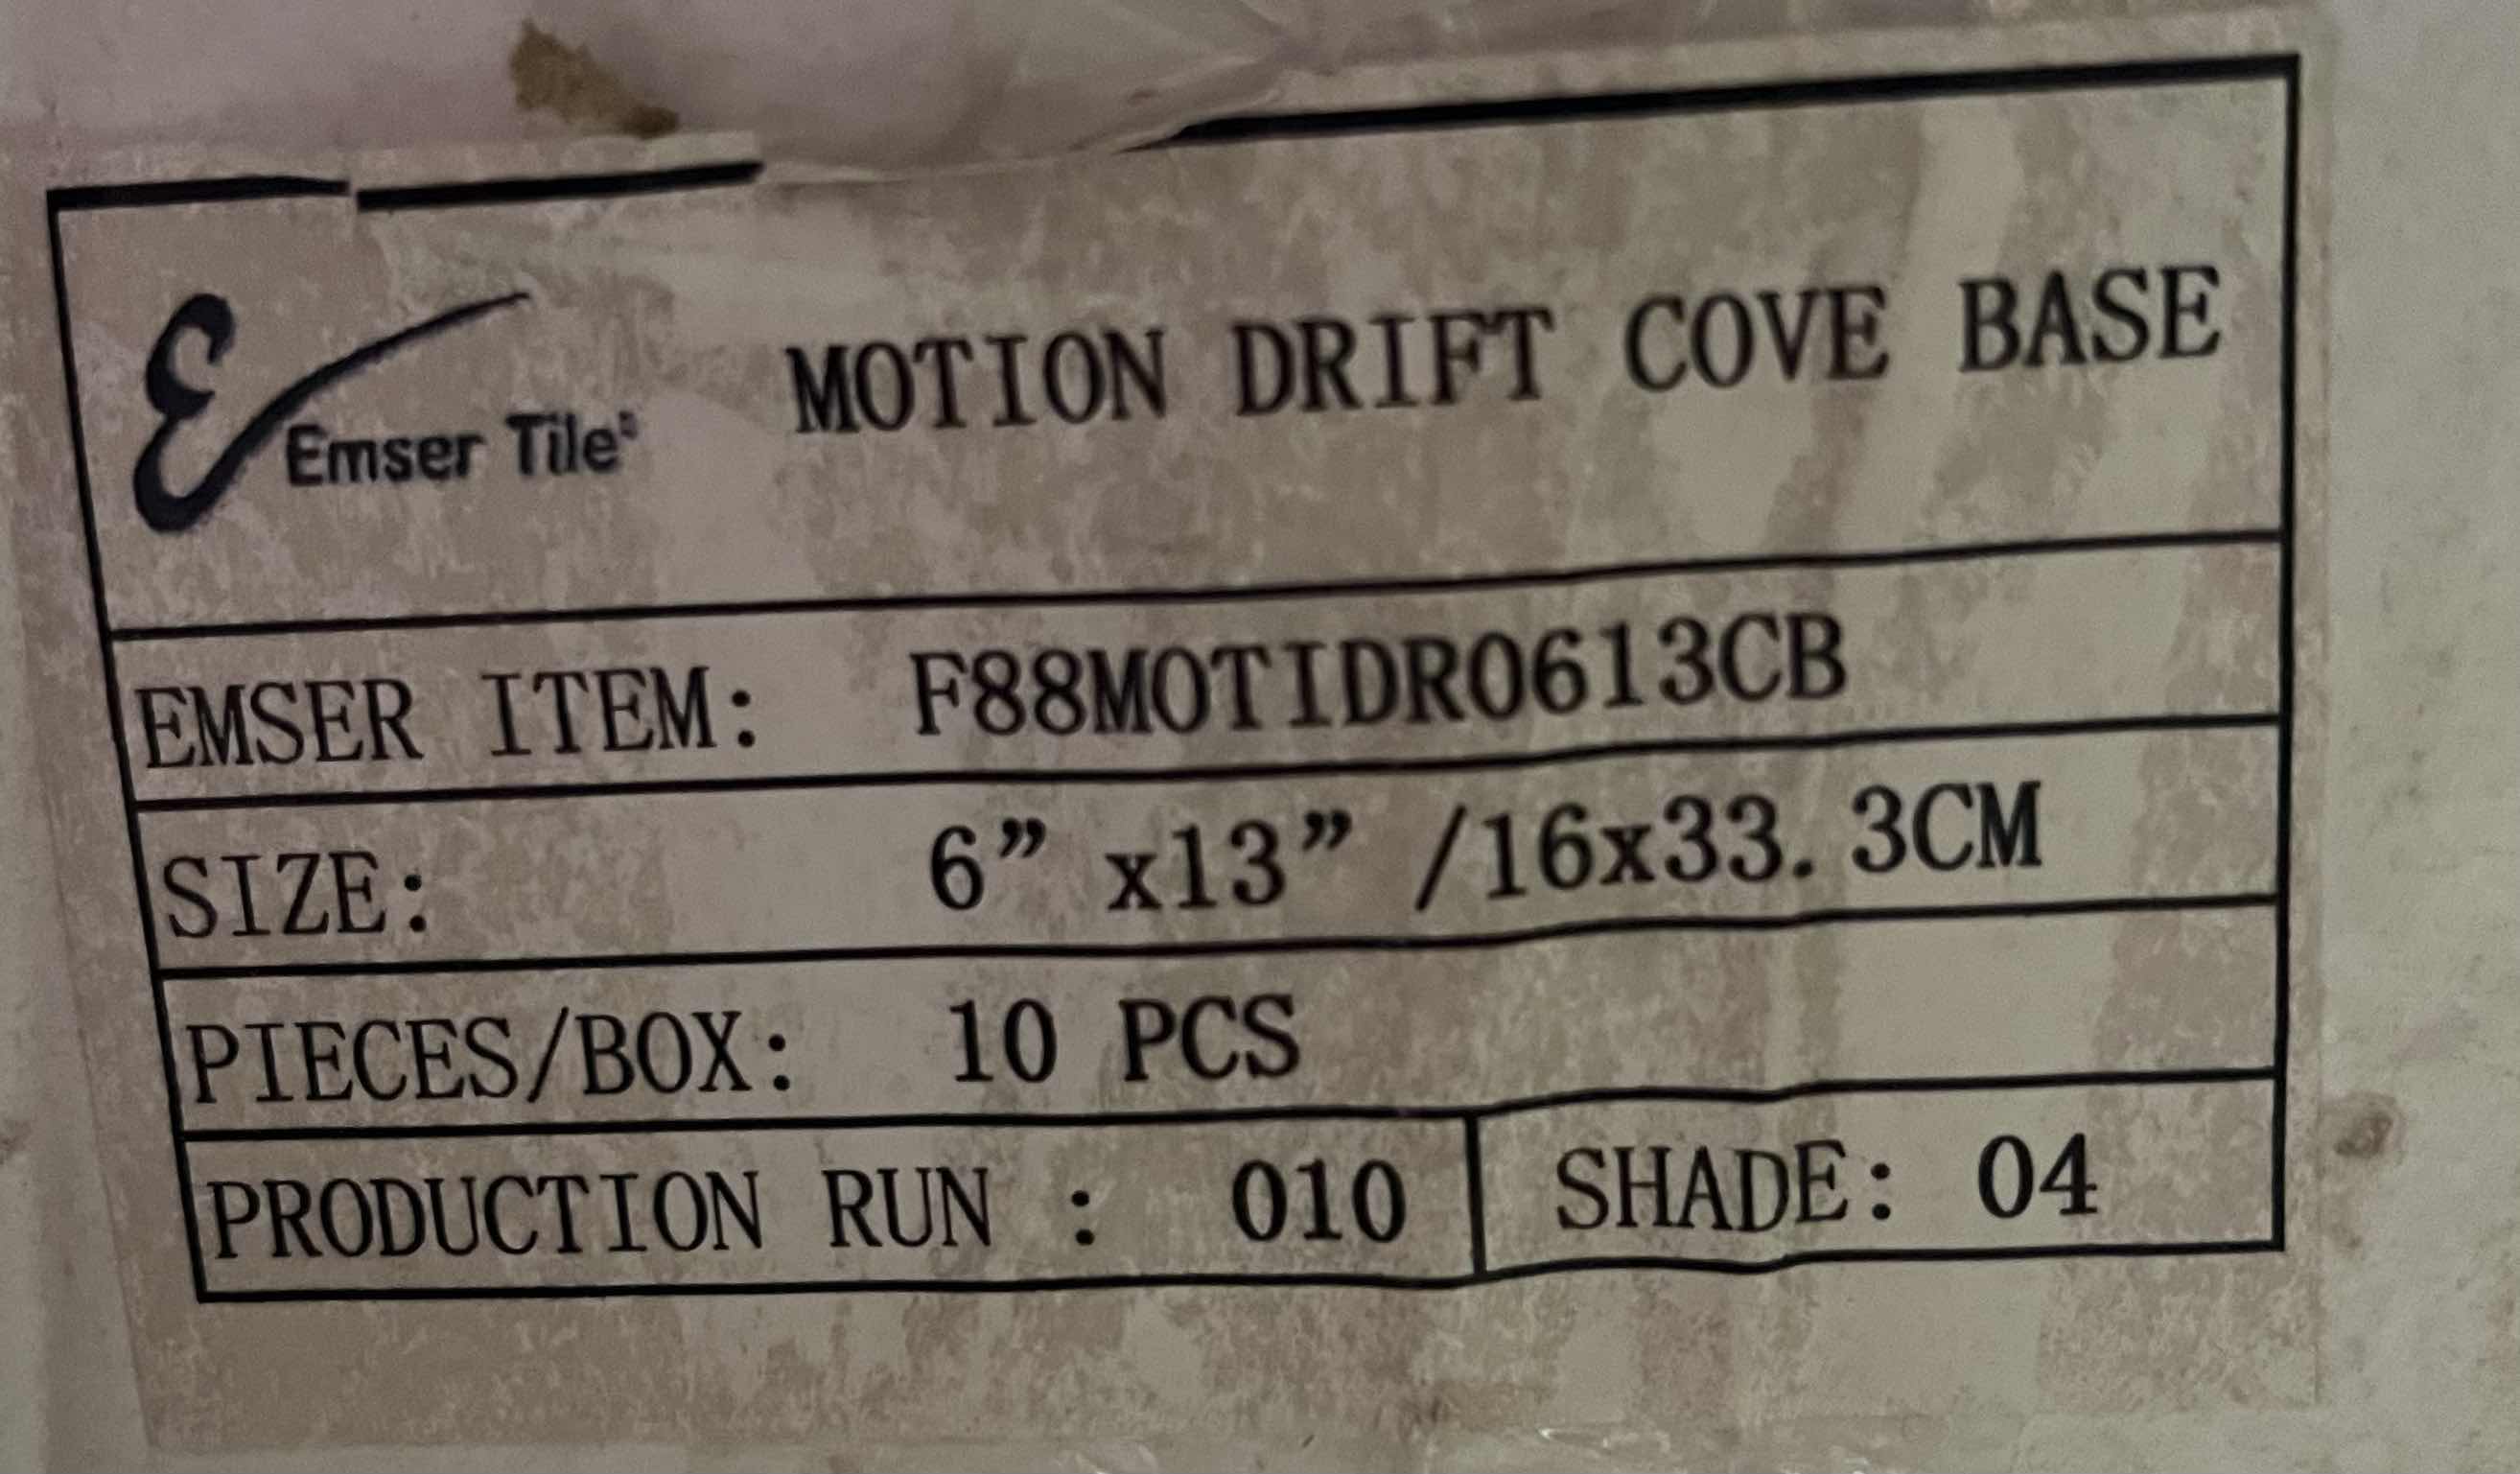 Emser Tile
MOTION DRIFT COVE BASE
EMSER ITEM: F88MOTIDR0613CB
SIZE: 6” x13” /16x33.3CM
PIECES/BOX: 10 PCS
PRODUCTION RUN : 010 SHADE: 04